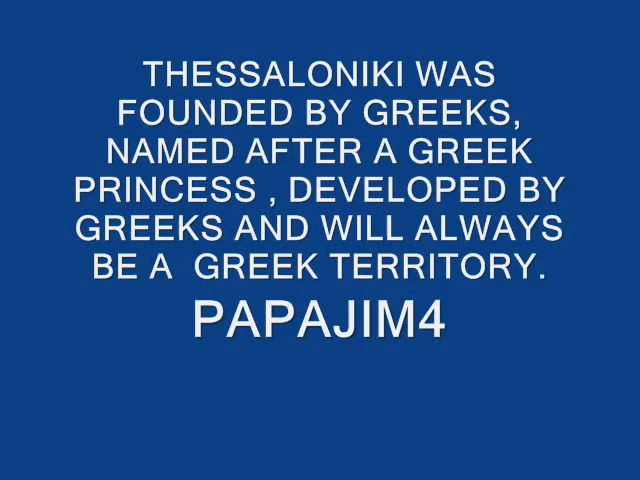 THESSALONIKI WAS
FOUNDED BY GREEKS,
NAMED AFTER A GREEK
PRINCESS , DEVELOPED BY
GREEKS AND WILL ALWAYS
BE A  GREEK TERRITORY.
PAPAJIM4